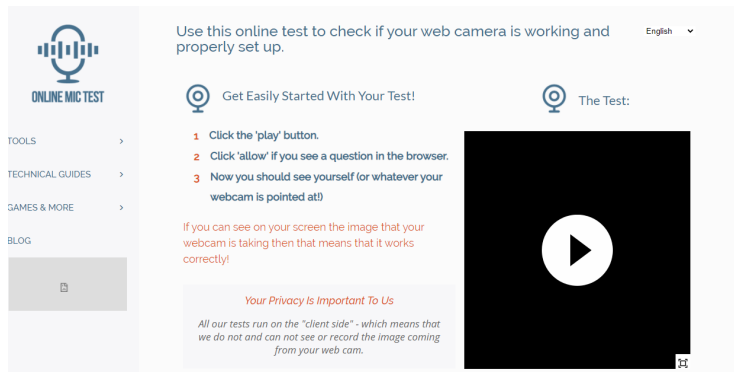 Use this online test to check if your web camera is working and
properly set up.
English
ONLINE MIC TEST
TOOLS
TECHNICAL GUIDES
GAMES & MORE
BLOG
Get Easily Started With Your Test!
1 Click the 'play' button.
2 Click 'allow' if you see a question in the browser.
3 Now you should see yourself (or whatever your
webcam is pointed at!)
If you can see on your screen the image that your
webcam is taking then that means that it works
correctly!
Your Privacy Is Important To Us
All our tests run on the "client side" - which means that
we do not and can not see or record the image coming
from your web cam.
The Test: